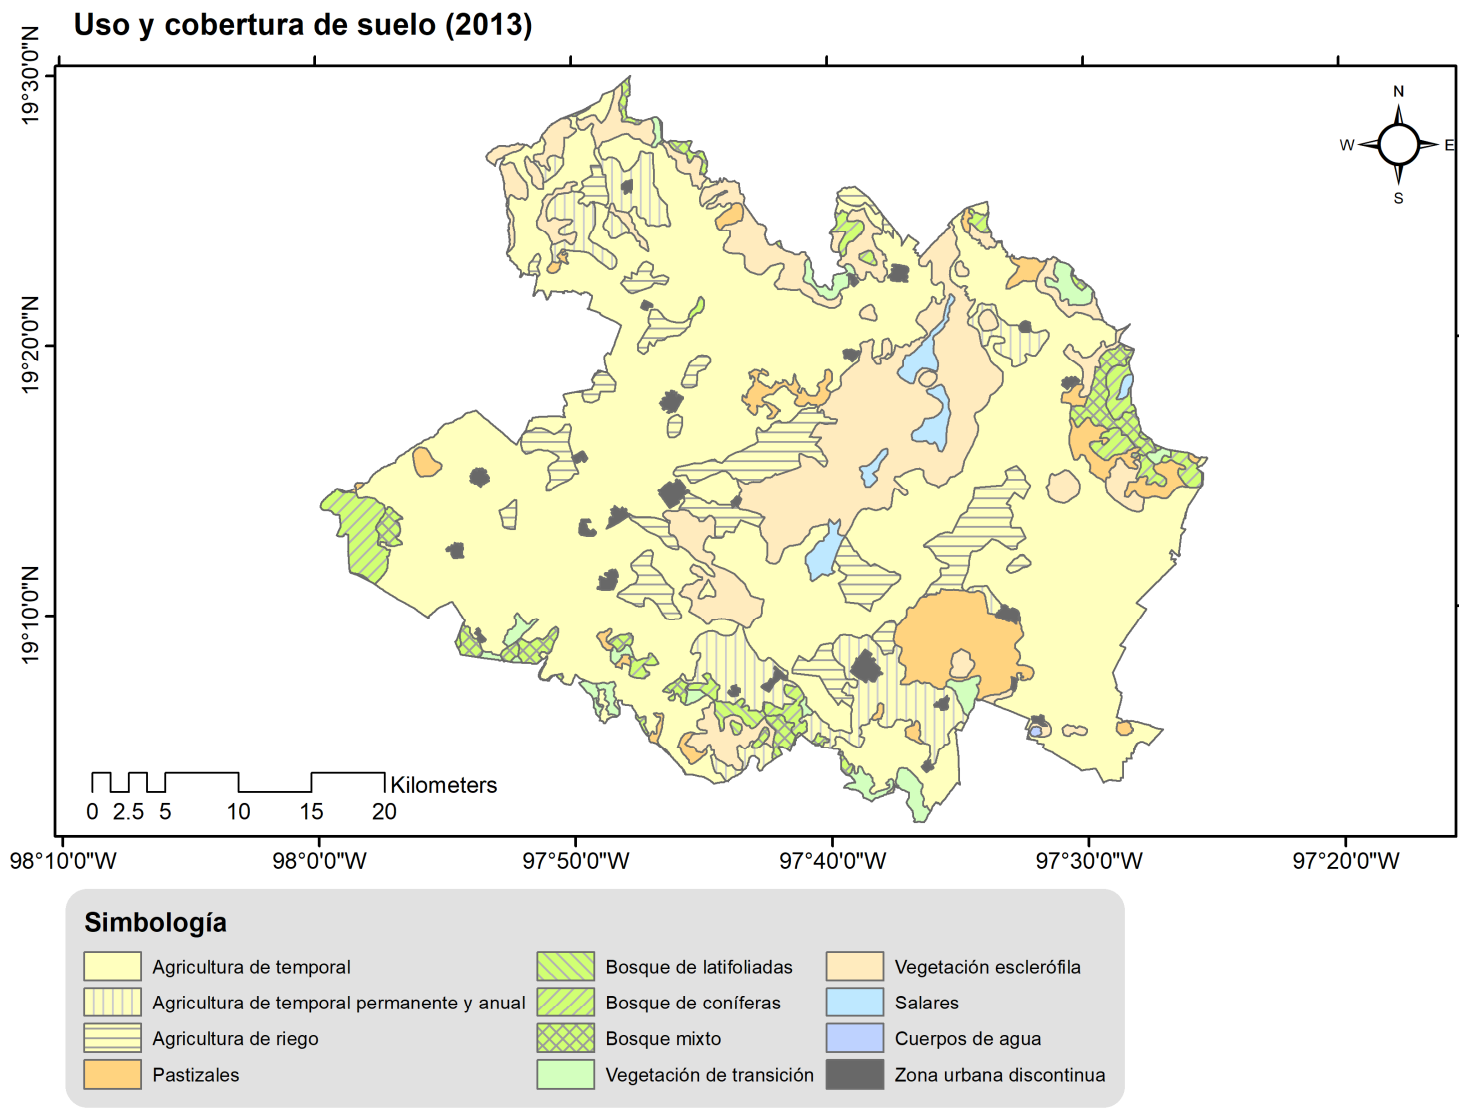 Uso y cobertura de suelo (2013)
19°30'0"N
19°20'0"N
19°10'0"N
N
W
E
S
Kilometers
0 2.5 5 10 15 20
98°10'0"W 98°0'0"W 97°50'0"W 97°40'0"W 97°30'0"W 97°20'0"W
Simbología
Agricultura de temporal
Agricultura de temporal permanente y anual
Agricultura de riego
Pastizales
Bosque de latifoliadas
Bosque de coníferas
Bosque mixto
Vegetación de transición
Vegetación esclerófila
Salares
Cuerpos de agua
Zona urbana discontinua